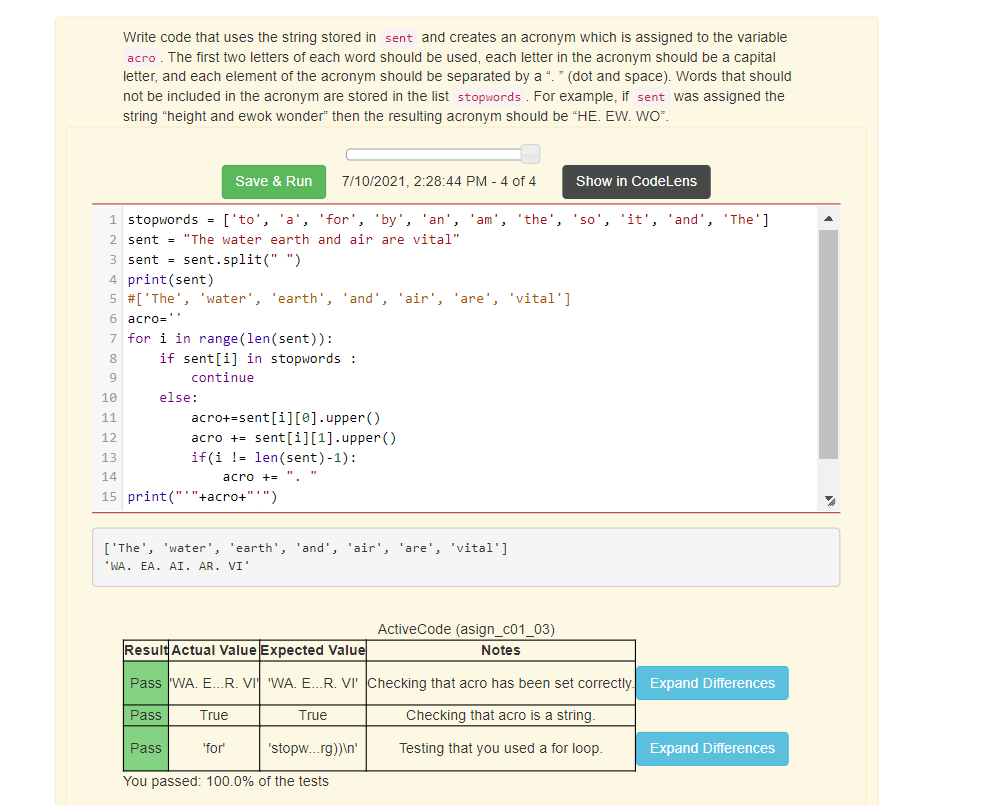 Write code that uses the string stored in sent and creates an acronym which is assigned to the variable
acro . The first two letters of each word should be used, each letter in the acronym should be a capital
letter, and each element of the acronym should be separated by a “. ” (dot and space). Words that should
not be included in the acronym are stored in the list stopwords . For example, if sent was assigned the
string “height and ewok wonder” then the resulting acronym should be “HE. EW. WO”.
Save & Run 7/10/2021, 2:28:44 PM - 4 of 4 Show in CodeLens
1 stopwords = ['to', 'a', 'for', 'by', 'an', 'am', 'the', 'so', 'it', 'and', 'The']
2 sent = "The water earth and air are vital"
3 sent = sent.split(" ")
4 print(sent)
5 #['The', 'water', 'earth', 'and', 'air', 'are', 'vital']
6 acro=''
7 for i in range(len(sent)):
8     if sent[i] in stopwords :
9         continue
10     else:
11         acro+=sent[i][0].upper()
12         acro += sent[i][1].upper()
13         if(i != len(sent)-1):
14             acro += ". "
15 print("'"+acro+"'")
['The', 'water', 'earth', 'and', 'air', 'are', 'vital']
'WA. EA. AI. AR. VI'
ActiveCode (asign_c01_03)
Result Actual Value Expected Value Notes
Pass 'WA. E...R. VI' 'WA. E...R. VI' Checking that acro has been set correctly. Expand Differences
Pass True True Checking that acro is a string.
Pass 'for' 'stopw...rg))\n' Testing that you used a for loop. Expand Differences
You passed: 100.0% of the tests